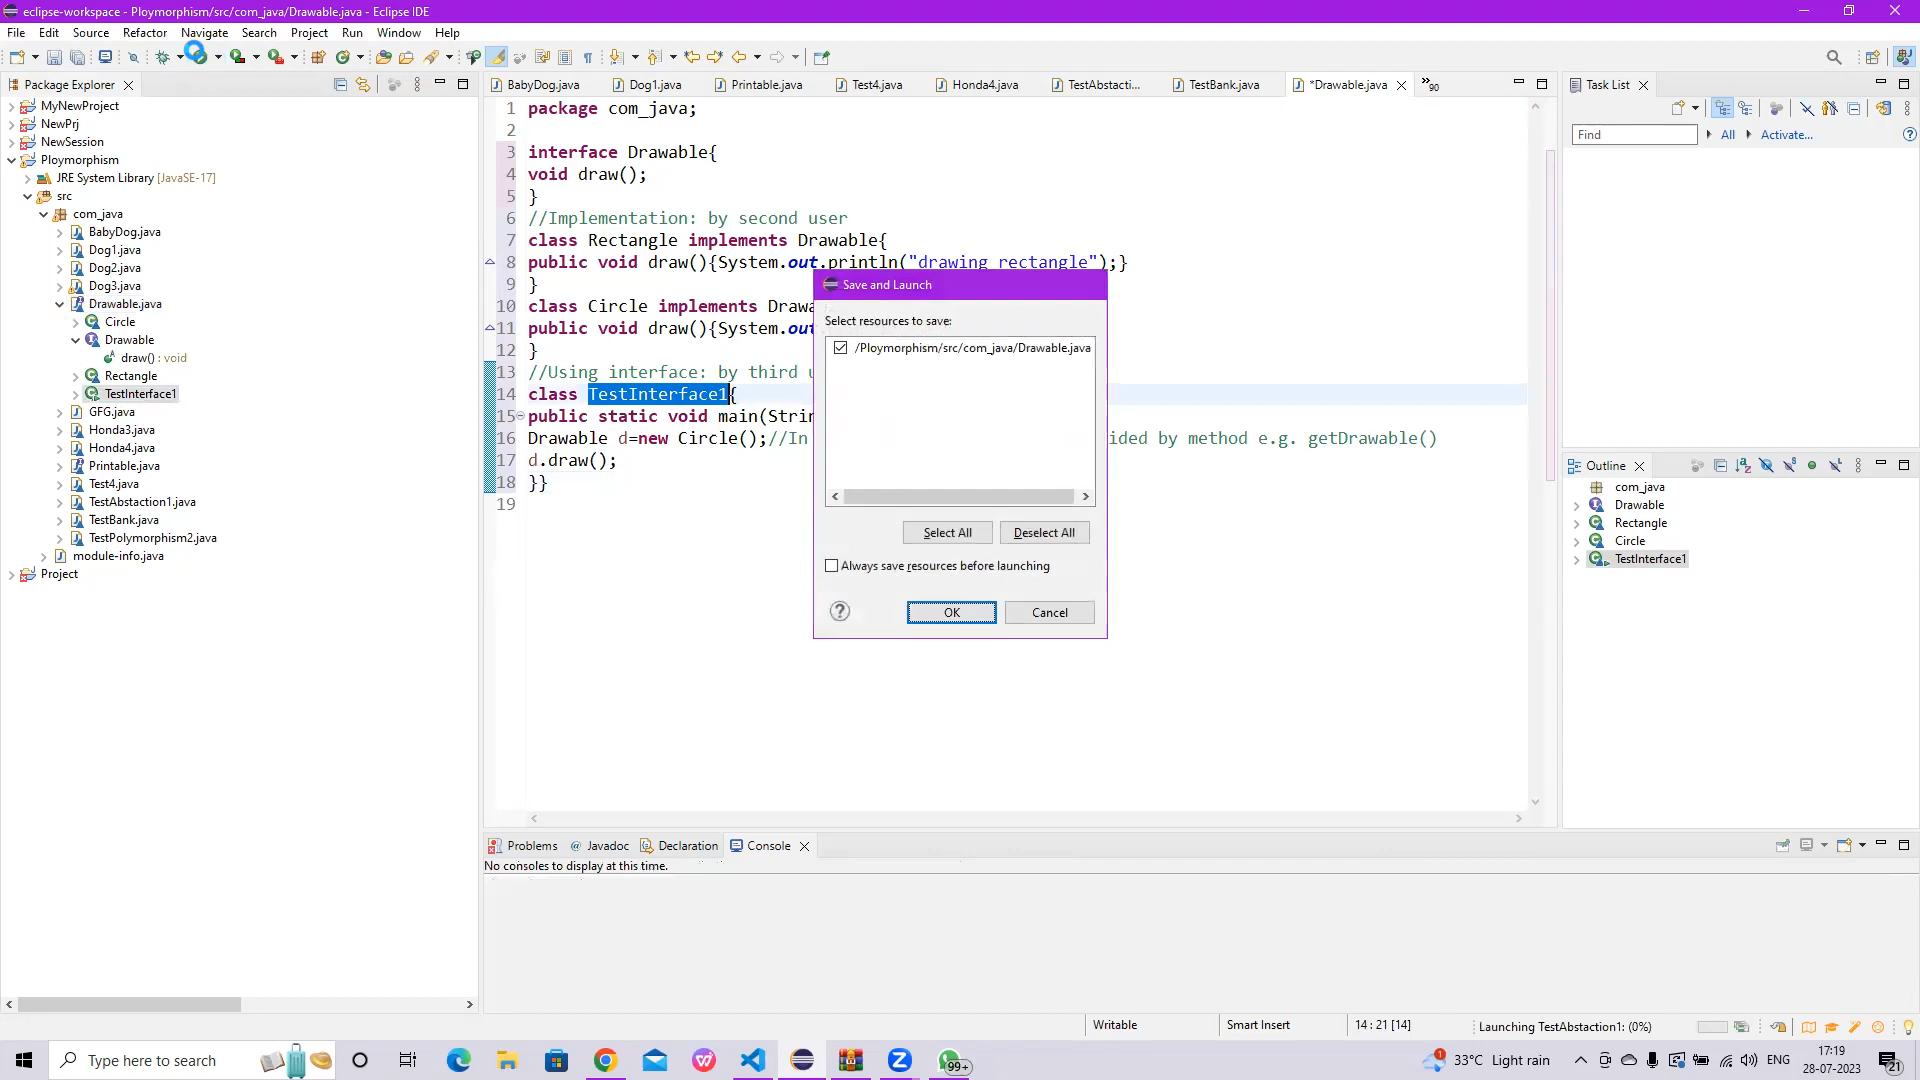 eclipse-workspace - Ploymorphism/src/com_java/Drawable.java - Eclipse IDE
File Edit Source Refactor Navigate Search Project Run Window Help
Package Explorer
MyNewProject
NewPrj
NewSession
Ploymorphism
JRE System Library [JavaSE-17]
src
com_java
BabyDog.java
Dog1.java
Dog2.java
Dog3.java
Drawable.java
Circle
Drawable
draw() : void
Rectangle
TestInterface1
GFG.java
Honda3.java
Honda4.java
Printable.java
Test4.java
TestAbstaction1.java
TestBank.java
TestPolymorphism2.java
module-info.java
Project
BabyDog.java Dog1.java Printable.java Test4.java Honda4.java TestAbstacti... TestBank.java *Drawable.java »90
1 package com_java;
2
3 interface Drawable{
4 void draw();
5 }
6 //Implementation: by second user
7 class Rectangle implements Drawable{
8 public void draw(){System.out.println("drawing rectangle");}
9 }
10 class Circle implements Drawa
11 public void draw(){System.out
12 }
13 //Using interface: by third u
14 class TestInterface1{
15 public static void main(Strin
16 Drawable d=new Circle();//In ided by method e.g. getDrawable()
17 d.draw();
18 }}
19
Save and Launch
Select resources to save:
/Ploymorphism/src/com_java/Drawable.java
Select All Deselect All
Always save resources before launching
OK Cancel
Task List
Find All Activate...
Outline
com_java
Drawable
Rectangle
Circle
TestInterface1
Problems Javadoc Declaration Console
No consoles to display at this time.
Writable Smart Insert 14 : 21 [14] Launching TestAbstaction1: (0%)
Type here to search
99+
33°C Light rain
ENG
17:19
28-07-2023
21